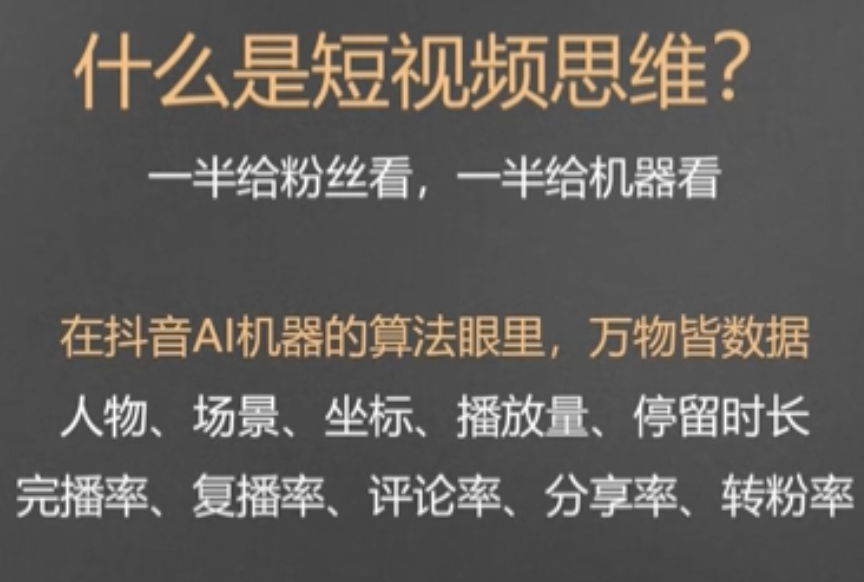 什么是短视频思维？
一半给粉丝看，一半给机器看
在抖音AI机器的算法眼里，万物皆数据
人物、场景、坐标、播放量、停留时长
完播率、复播率、评论率、分享率、转粉率